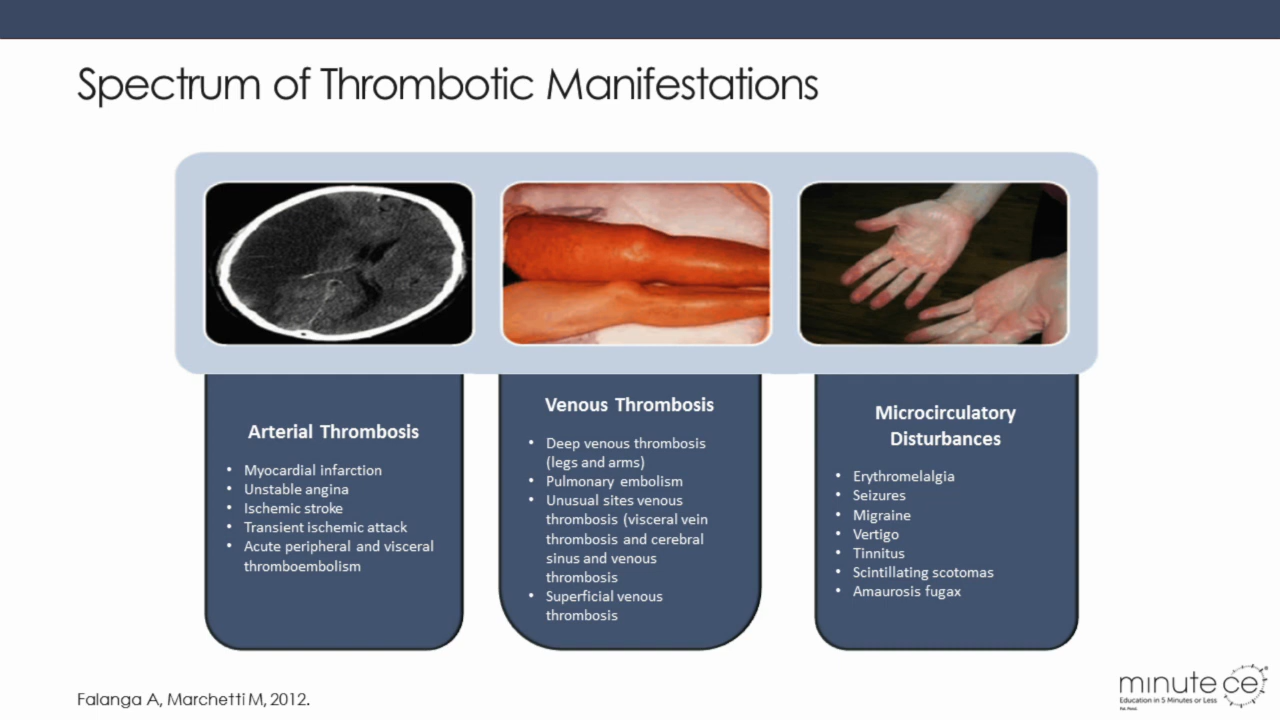 Spectrum of Thrombotic Manifestations
Arterial Thrombosis
• Myocardial infarction
• Unstable angina
• Ischemic stroke
• Transient ischemic attack
• Acute peripheral and visceral
thromboembolism
Venous Thrombosis
• Deep venous thrombosis
(legs and arms)
• Pulmonary embolism
• Unusual sites venous
thrombosis (visceral vein
thrombosis and cerebral
sinus and venous
thrombosis
• Superficial venous
thrombosis
Microcirculatory
Disturbances
• Erythromelalgia
• Seizures
• Migraine
• Vertigo
• Tinnitus
• Scintillating scotomas
• Amaurosis fugax
Falanga A, Marchetti M, 2012.
minute ce
Education in 5 Minutes or Less